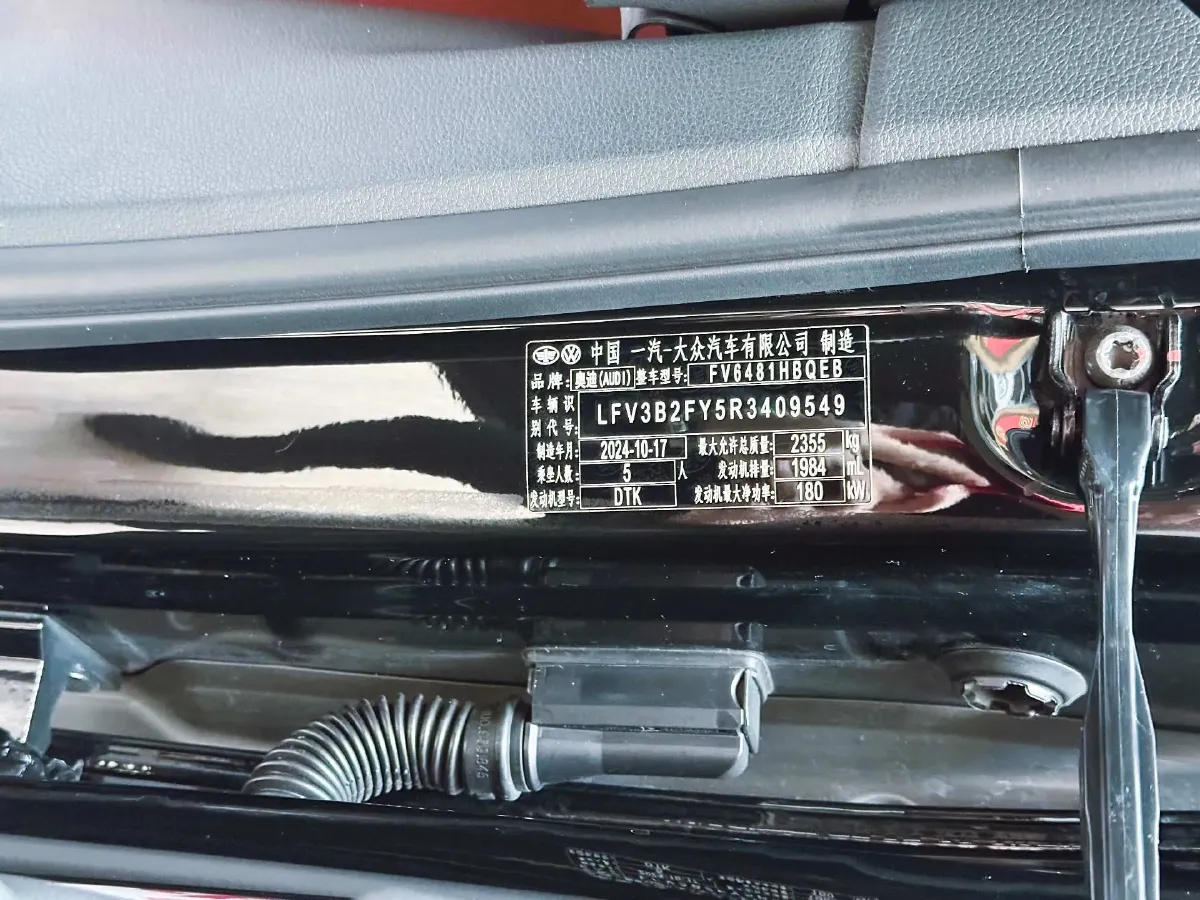 中国 一汽-大众汽车有限公司 制造
品牌: 奥迪(AUDI) 整车型号: FV6481HBQEB
车辆识别代号: LFV3B2FY5R3409549
制造年月: 2024-10-17 最大允许总质量: 2355 kg
乘坐人数: 5 人 发动机排量: 1984 mL
发动机型号: DTK 发动机最大净功率: 180 kW